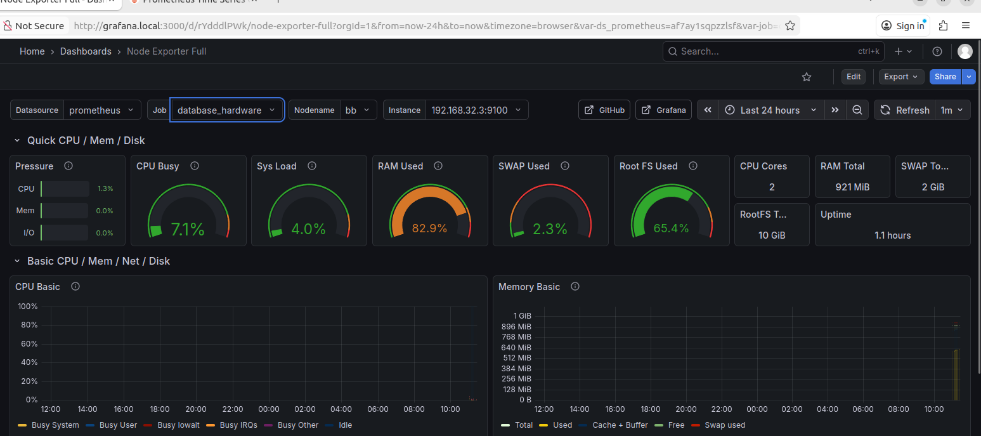 Node Exporter Full - Das
Prometheus Time Series
Not Secure http://grafana.local:3000/d/rYdddlPWk/node-exporter-full?orgId=1&from=now-24h&to=now&timezone=browser&var-ds_prometheus=af7ay1sqpzzlsf&var-job= Sign in
Home > Dashboards > Node Exporter Full Search... ctrl+k
Edit Export Share
Datasource prometheus Job database_hardware Nodename bb Instance 192.168.32.3:9100 GitHub Grafana Last 24 hours Refresh 1m
Quick CPU / Mem / Disk
Pressure CPU Busy Sys Load RAM Used SWAP Used Root FS Used CPU Cores RAM Total SWAP To...
CPU 1.3%
Mem 0.0%
I/O 0.0%
7.1% 4.0% 82.9% 2.3% 65.4%
2 921 MiB 2 GiB
RootFS T... Uptime
10 GiB 1.1 hours
Basic CPU / Mem / Net / Disk
CPU Basic
100%
80%
60%
40%
20%
0%
12:00 14:00 16:00 18:00 20:00 22:00 00:00 02:00 04:00 06:00 08:00 10:00
Busy System Busy User Busy Iowait Busy IRQs Busy Other Idle
Memory Basic
1 GiB
896 MiB
768 MiB
640 MiB
512 MiB
384 MiB
256 MiB
128 MiB
0 B
12:00 14:00 16:00 18:00 20:00 22:00 00:00 02:00 04:00 06:00 08:00 10:00
Total Used Cache + Buffer Free Swap used